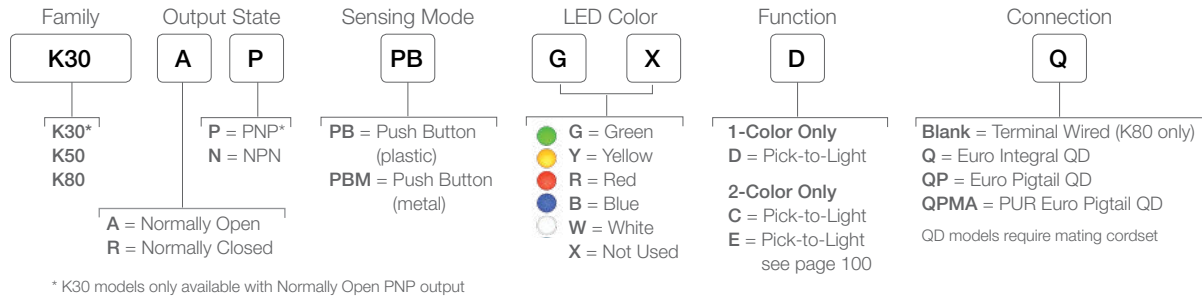 Family Output State Sensing Mode LED Color Function Connection
K30 A P PB G X D Q
K30*
K50
K80
P = PNP*
N = NPN
A = Normally Open
R = Normally Closed
PB = Push Button
(plastic)
PBM = Push Button
(metal)
G = Green
Y = Yellow
R = Red
B = Blue
W = White
X = Not Used
1-Color Only
D = Pick-to-Light
2-Color Only
C = Pick-to-Light
E = Pick-to-Light
see page 100
Blank = Terminal Wired (K80 only)
Q = Euro Integral QD
QP = Euro Pigtail QD
QPMA = PUR Euro Pigtail QD
QD models require mating cordset
* K30 models only available with Normally Open PNP output